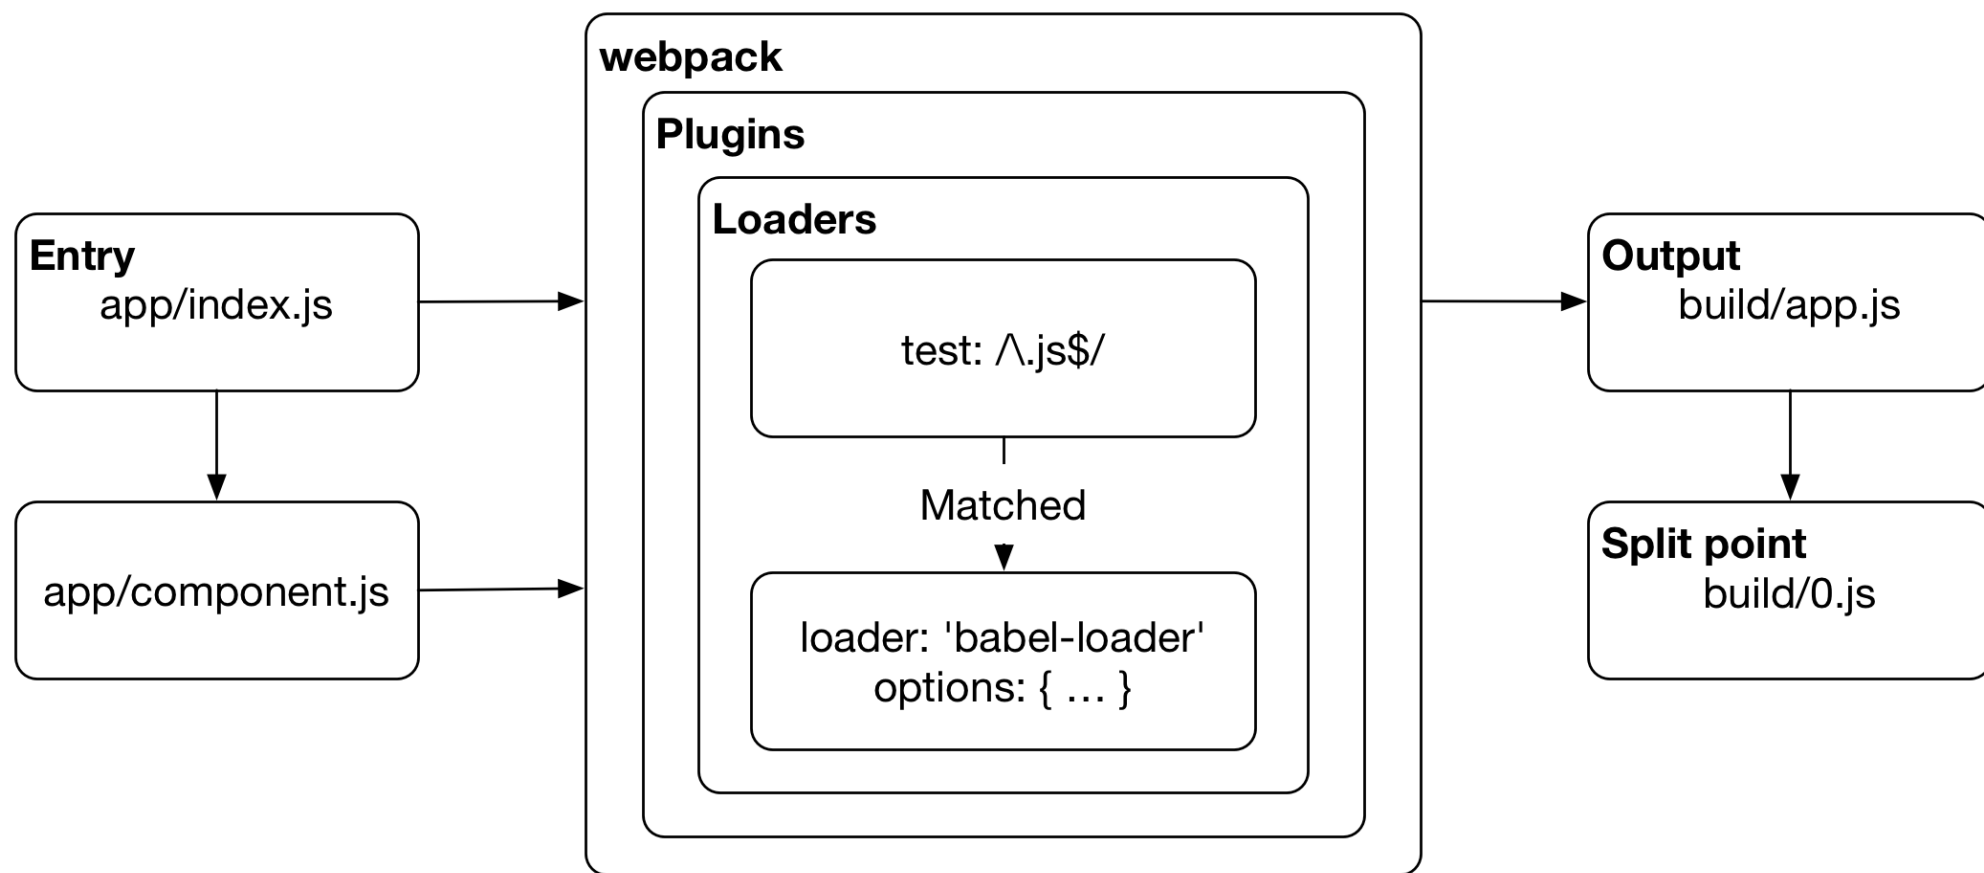 webpack
Plugins
Loaders
Entry
app/index.js
test: /\.js$/
Output
build/app.js
Matched
app/component.js
loader: 'babel-loader'
options: { ... }
Split point
build/0.js